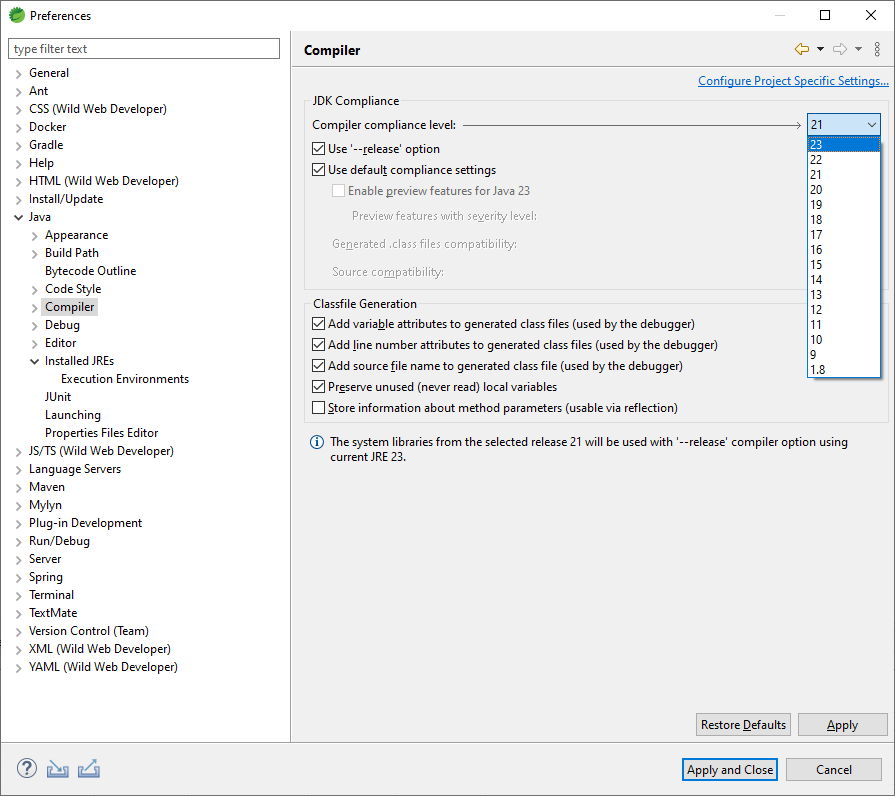 Preferences
type filter text
General
Ant
CSS (Wild Web Developer)
Docker
Gradle
Help
HTML (Wild Web Developer)
Install/Update
Java
Appearance
Build Path
Bytecode Outline
Code Style
Compiler
Debug
Editor
Installed JREs
Execution Environments
JUnit
Launching
Properties Files Editor
JS/TS (Wild Web Developer)
Language Servers
Maven
Mylyn
Plug-in Development
Run/Debug
Server
Spring
Terminal
TextMate
Version Control (Team)
XML (Wild Web Developer)
YAML (Wild Web Developer)
Compiler
Configure Project Specific Settings...
JDK Compliance
Compiler compliance level:
21
Use '--release' option
Use default compliance settings
Enable preview features for Java 23
Preview features with severity level:
Generated .class files compatibility:
Source compatibility:
23
22
21
20
19
18
17
16
15
14
13
12
11
10
9
1.8
Classfile Generation
Add variable attributes to generated class files (used by the debugger)
Add line number attributes to generated class files (used by the debugger)
Add source file name to generated class file (used by the debugger)
Preserve unused (never read) local variables
Store information about method parameters (usable via reflection)
The system libraries from the selected release 21 will be used with '--release' compiler option using
current JRE 23.
Restore Defaults
Apply
Apply and Close
Cancel